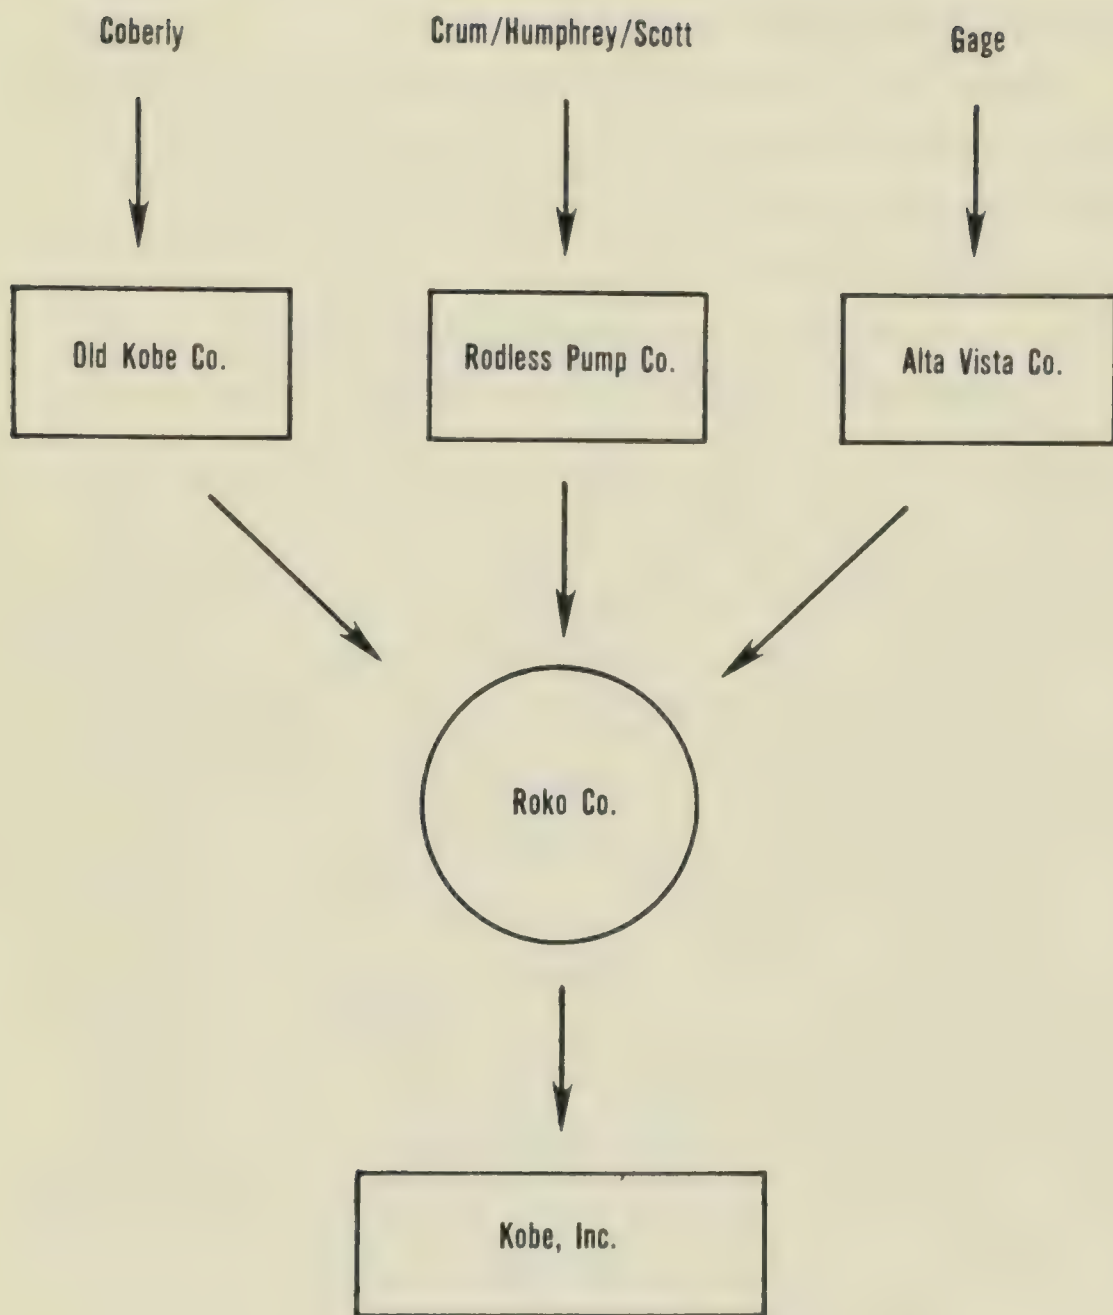 Coberly
Crum/Humphrey/Scott
Gage
Old Kobe Co.
Rodless Pump Co.
Alta Vista Co.
Roko Co.
Kobe, Inc.